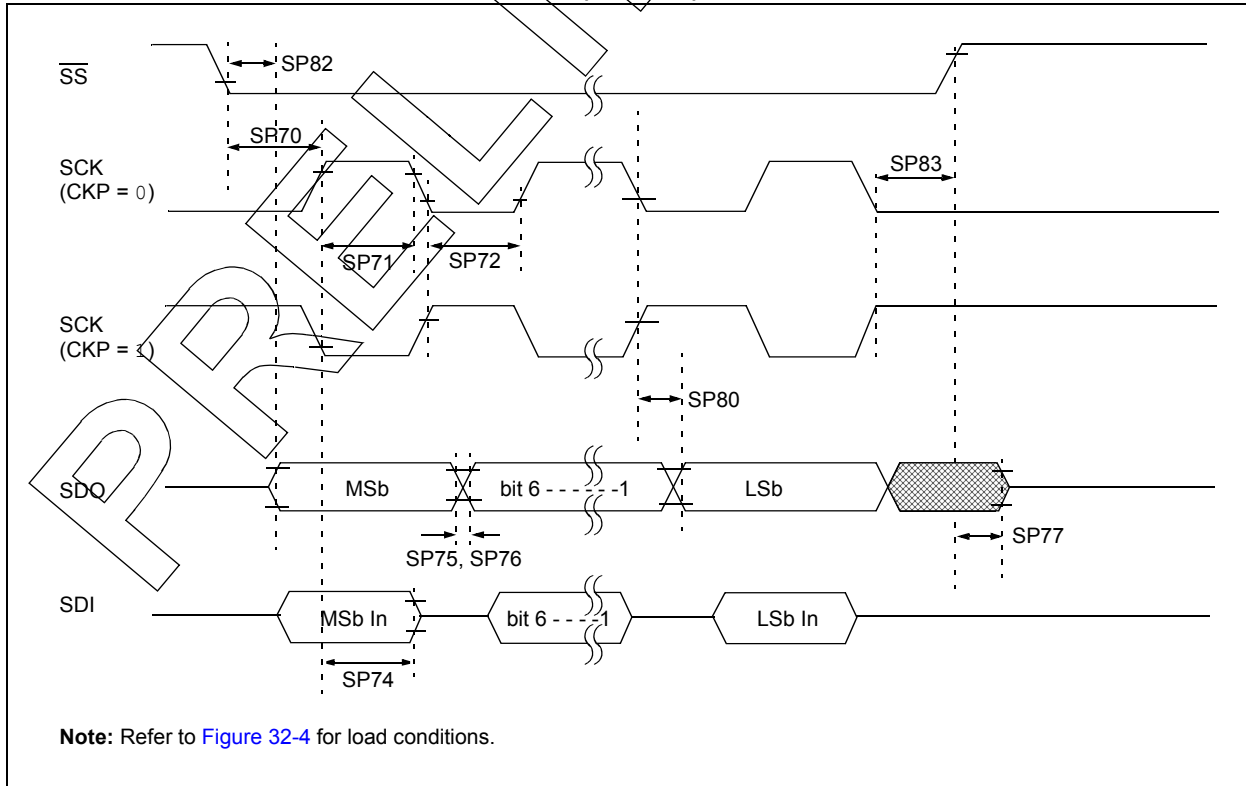 SS
SP82
SP70
SCK
(CKP = 0)
SP83
SP71
SP72
SCK
(CKP = 1)
SP80
SDO
MSb
bit 6 - - - - - -1
LSb
SP77
SP75, SP76
SDI
MSb In
bit 6 - - - -1
LSb In
SP74
Note: Refer to Figure 32-4 for load conditions.
PRELI